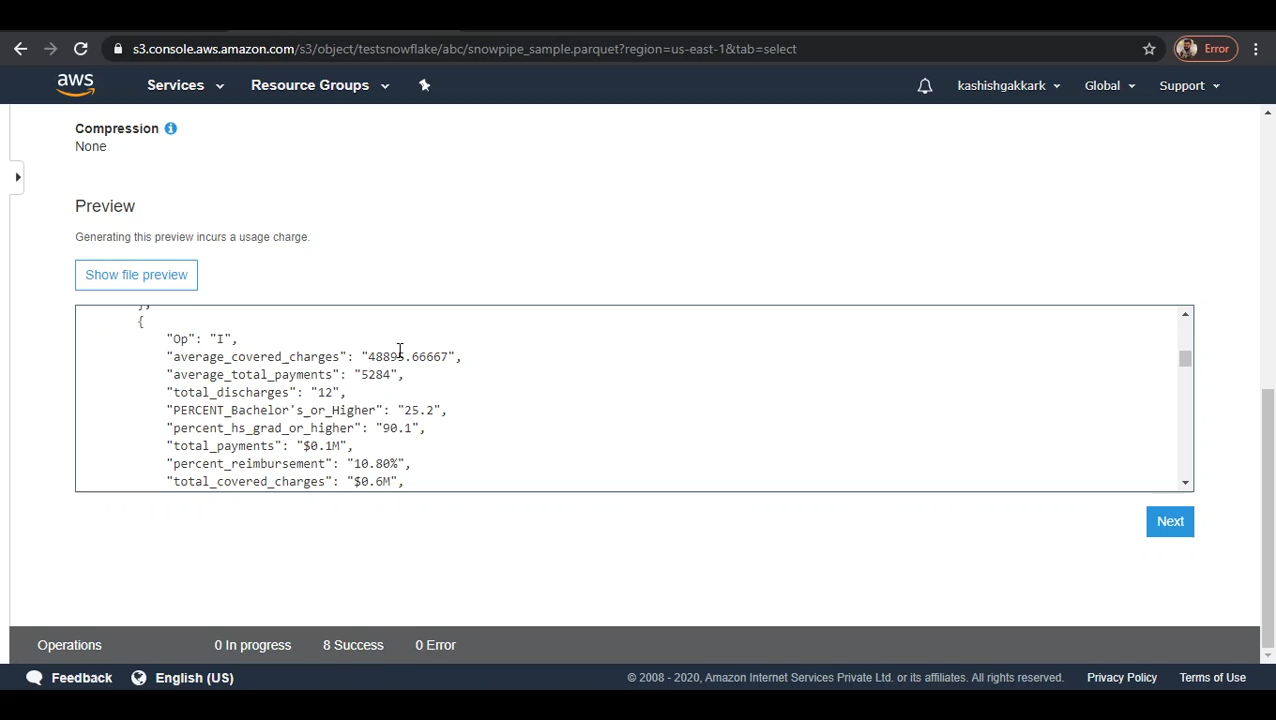 s3.console.aws.amazon.com/s3/object/testsnowflake/abc/snowpipe_sample.parquet?region=us-east-1&tab=select
Error
aws
Services
Resource Groups
kashishgakkark
Global
Support
Compression
None
Preview
Generating this preview incurs a usage charge.
Show file preview
},
{
"Op": "I",
"average_covered_charges": "48895.66667",
"average_total_payments": "5284",
"total_discharges": "12",
"PERCENT_Bachelor's_or_Higher": "25.2",
"percent_hs_grad_or_higher": "90.1",
"total_payments": "$0.1M",
"percent_reimbursement": "10.80%",
"total_covered_charges": "$0.6M",
Next
Operations 0 In progress 8 Success 0 Error
Feedback English (US) © 2008 - 2020, Amazon Internet Services Private Ltd. or its affiliates. All rights reserved. Privacy Policy Terms of Use